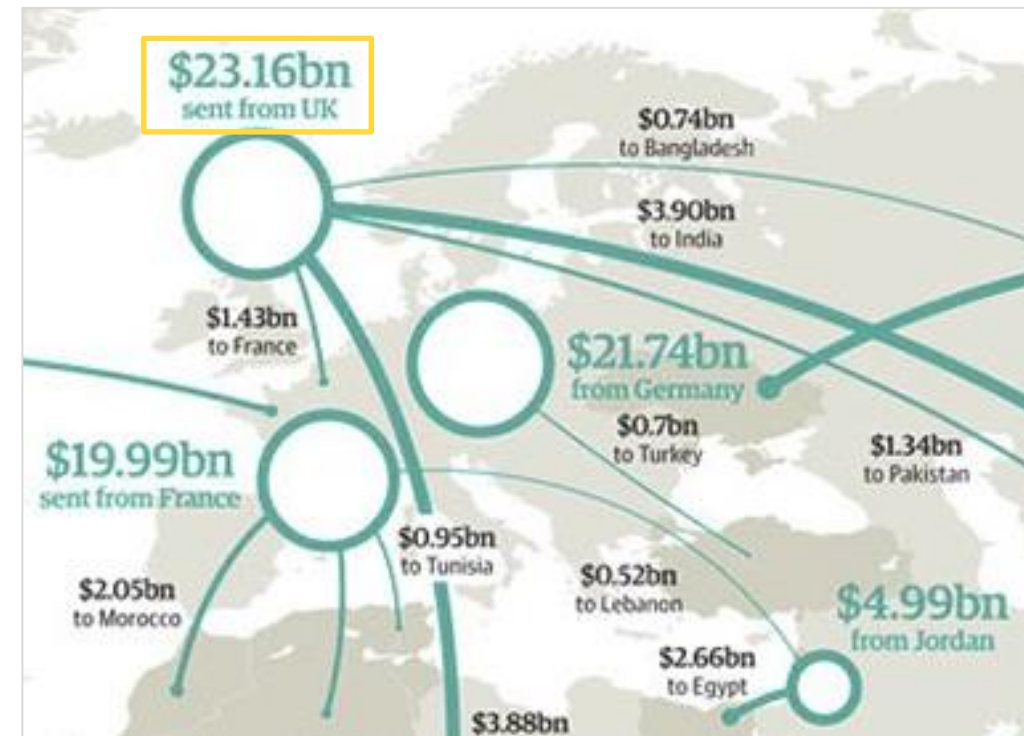 $23.16bn
sent from UK
$0.74bn
to Bangladesh
$3.90bn
to India
$1.43bn
to France
$21.74bn
from Germany
$0.7bn
to Turkey
$1.34bn
to Pakistan
$19.99bn
sent from France
$0.95bn
to Tunisia
$2.05bn
to Morocco
$0.52bn
to Lebanon
$4.99bn
from Jordan
$2.66bn
to Egypt
$3.88bn